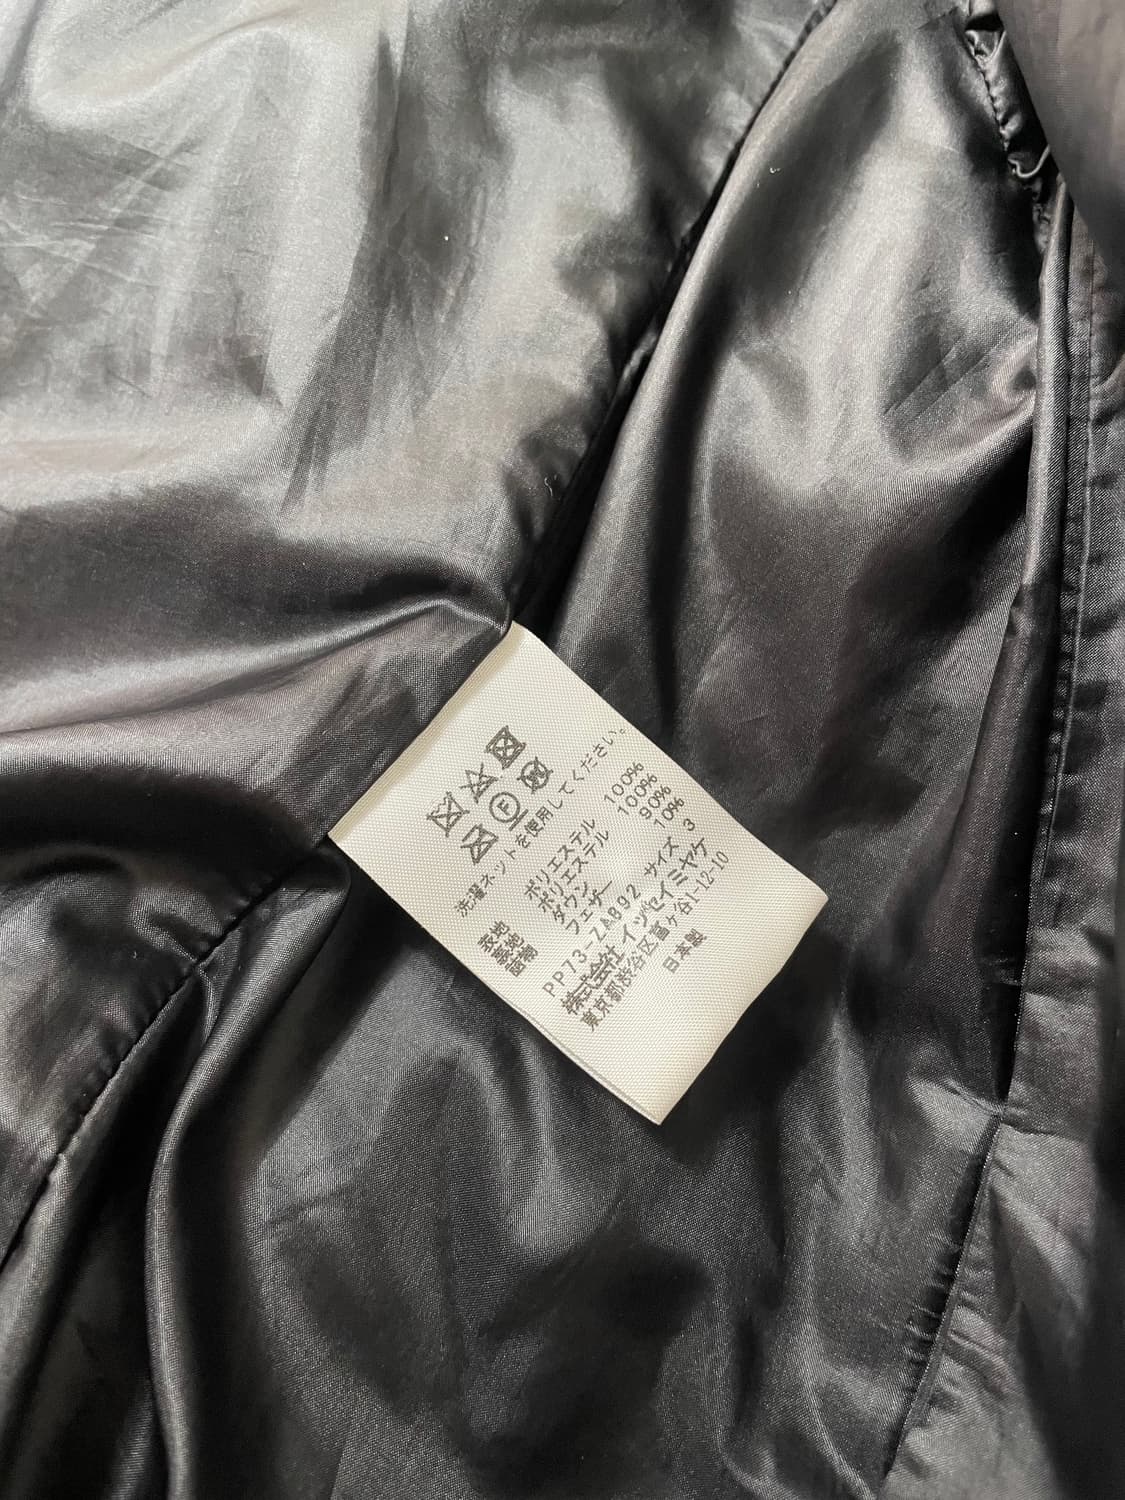 Ⓕ
洗濯ネットを使用してください。
表地 ポリエステル 100%
裏地 ポリエステル 100%
詰物 ダウン 90%
フェザー 10%
PP73-ZA892 サイズ 3
株式会社イッセイミヤケ
東京都渋谷区富ヶ谷1-12-10
日本製